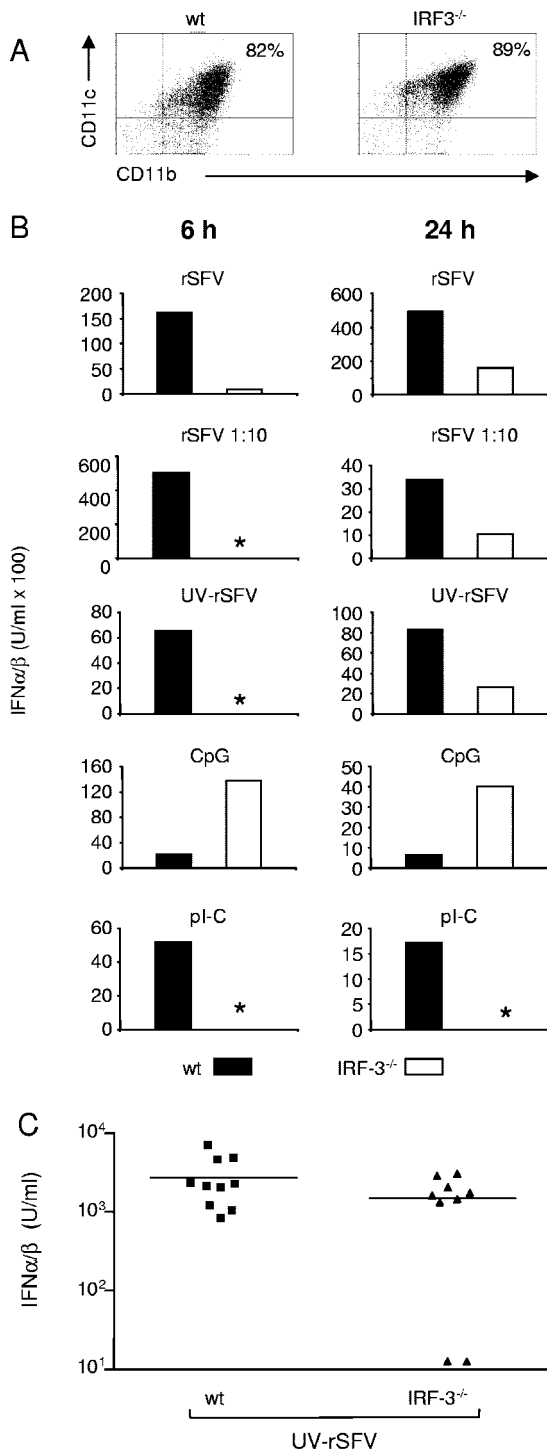 A
wt
IRF3-/-
82%
89%
CD11c
CD11b
B
6 h
24 h
IFNα/β (U/ml x 100)
rSFV
200
150
100
50
0
rSFV
600
400
200
0
rSFV 1:10
600
400
200
0
*
rSFV 1:10
40
30
20
10
0
UV-rSFV
80
60
40
20
0
*
UV-rSFV
100
80
60
40
20
0
CpG
160
120
80
40
0
CpG
50
40
30
20
10
0
pI-C
60
40
20
0
*
pI-C
20
15
10
5
0
*
wt
IRF-3-/-
C
IFNα/β (U/ml)
10⁴
10³
10²
10¹
wt
IRF-3-/-
UV-rSFV